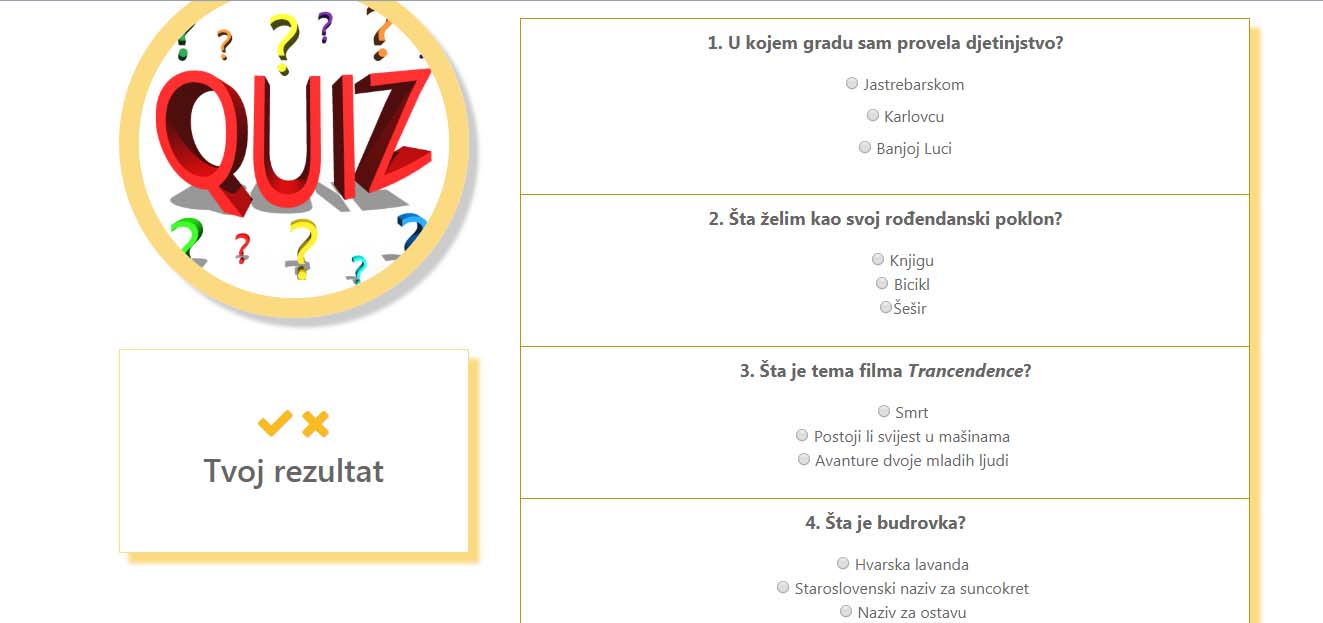 QUIZ
Tvoj rezultat
1. U kojem gradu sam provela djetinjstvo?
Jastrebarskom
Karlovcu
Banjoj Luci
2. Šta želim kao svoj rođendanski poklon?
Knjigu
Bicikl
Šešir
3. Šta je tema filma Trancendence?
Smrt
Postoji li svijest u mašinama
Avanture dvoje mladih ljudi
4. Šta je budrovka?
Hvarska lavanda
Staroslovenski naziv za suncokret
Naziv za ostavu